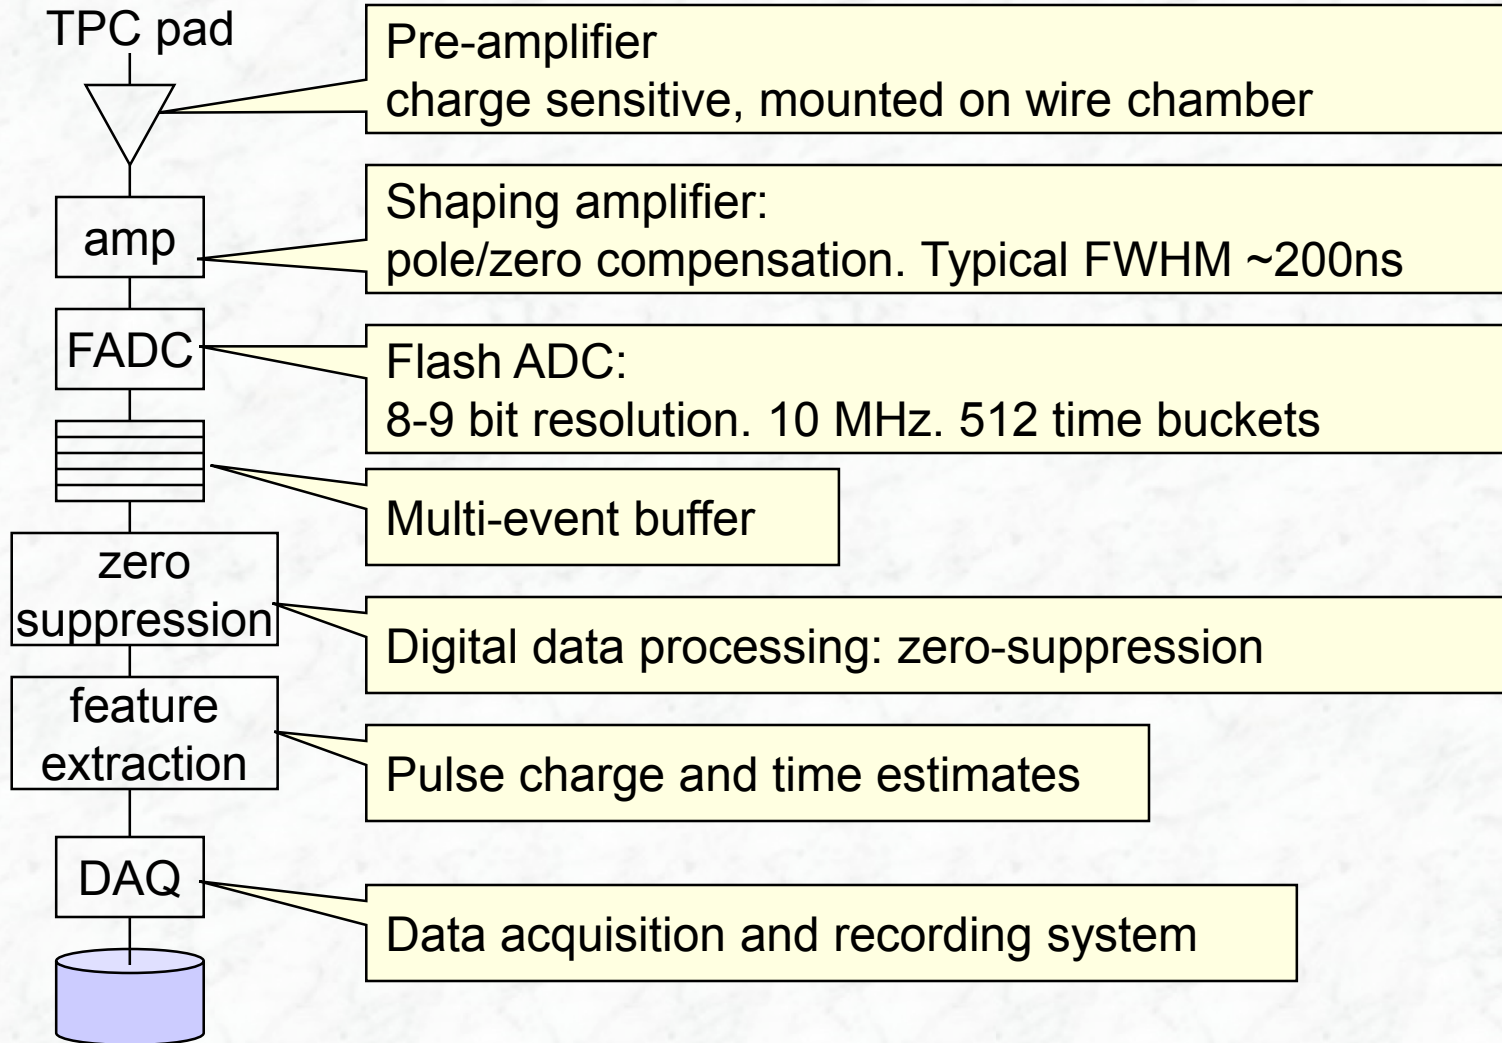 TPC pad
Pre-amplifier
charge sensitive, mounted on wire chamber
amp
Shaping amplifier:
pole/zero compensation. Typical FWHM ~200ns
FADC
Flash ADC:
8-9 bit resolution. 10 MHz. 512 time buckets
Multi-event buffer
zero
suppression
Digital data processing: zero-suppression
feature
extraction
Pulse charge and time estimates
DAQ
Data acquisition and recording system